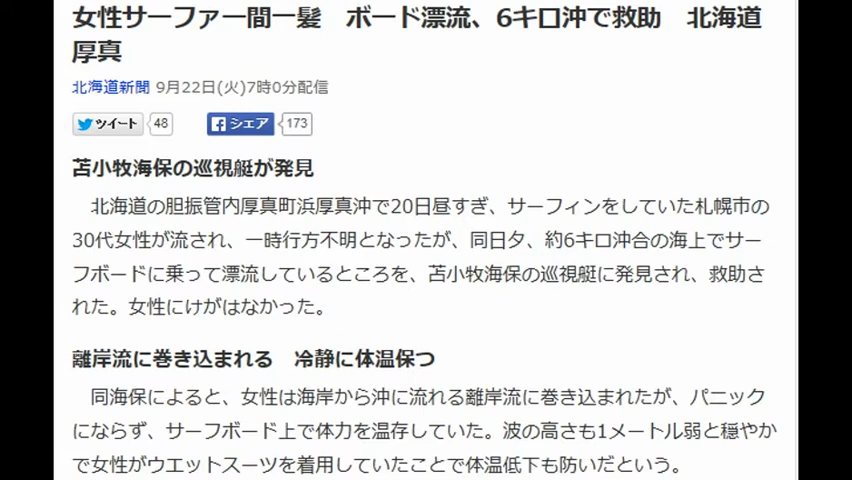 女性サーファー間一髪　ボード漂流、6キロ沖で救助　北海道
厚真
北海道新聞 9月22日(火)7時0分配信
ツイート 48 シェア 173
苫小牧海保の巡視艇が発見
　北海道の胆振管内厚真町浜厚真沖で20日昼すぎ、サーフィンをしていた札幌市の
30代女性が流され、一時行方不明となったが、同日夕、約6キロ沖合の海上でサー
フボードに乗って漂流しているところを、苫小牧海保の巡視艇に発見され、救助さ
れた。女性にけがはなかった。
離岸流に巻き込まれる　冷静に体温保つ
　同海保によると、女性は海岸から沖に流れる離岸流に巻き込まれたが、パニック
にならず、サーフボード上で体力を温存していた。波の高さも1メートル弱と穏やか
で女性がウエットスーツを着用していたことで体温低下も防いだという。